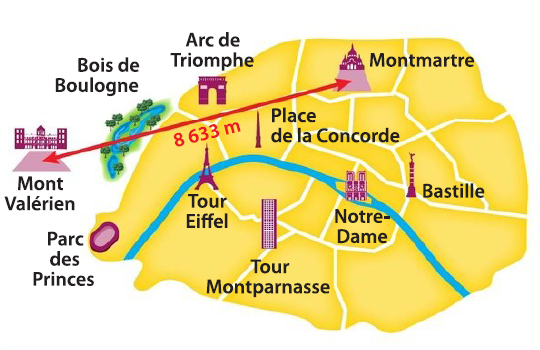 Arc de
Triomphe
Montmartre
Bois de
Boulogne
8 633 m
Place
de la Concorde
Mont
Valérien
Tour
Eiffel
Notre-
Dame
Bastille
Parc
des
Princes
Tour
Montparnasse